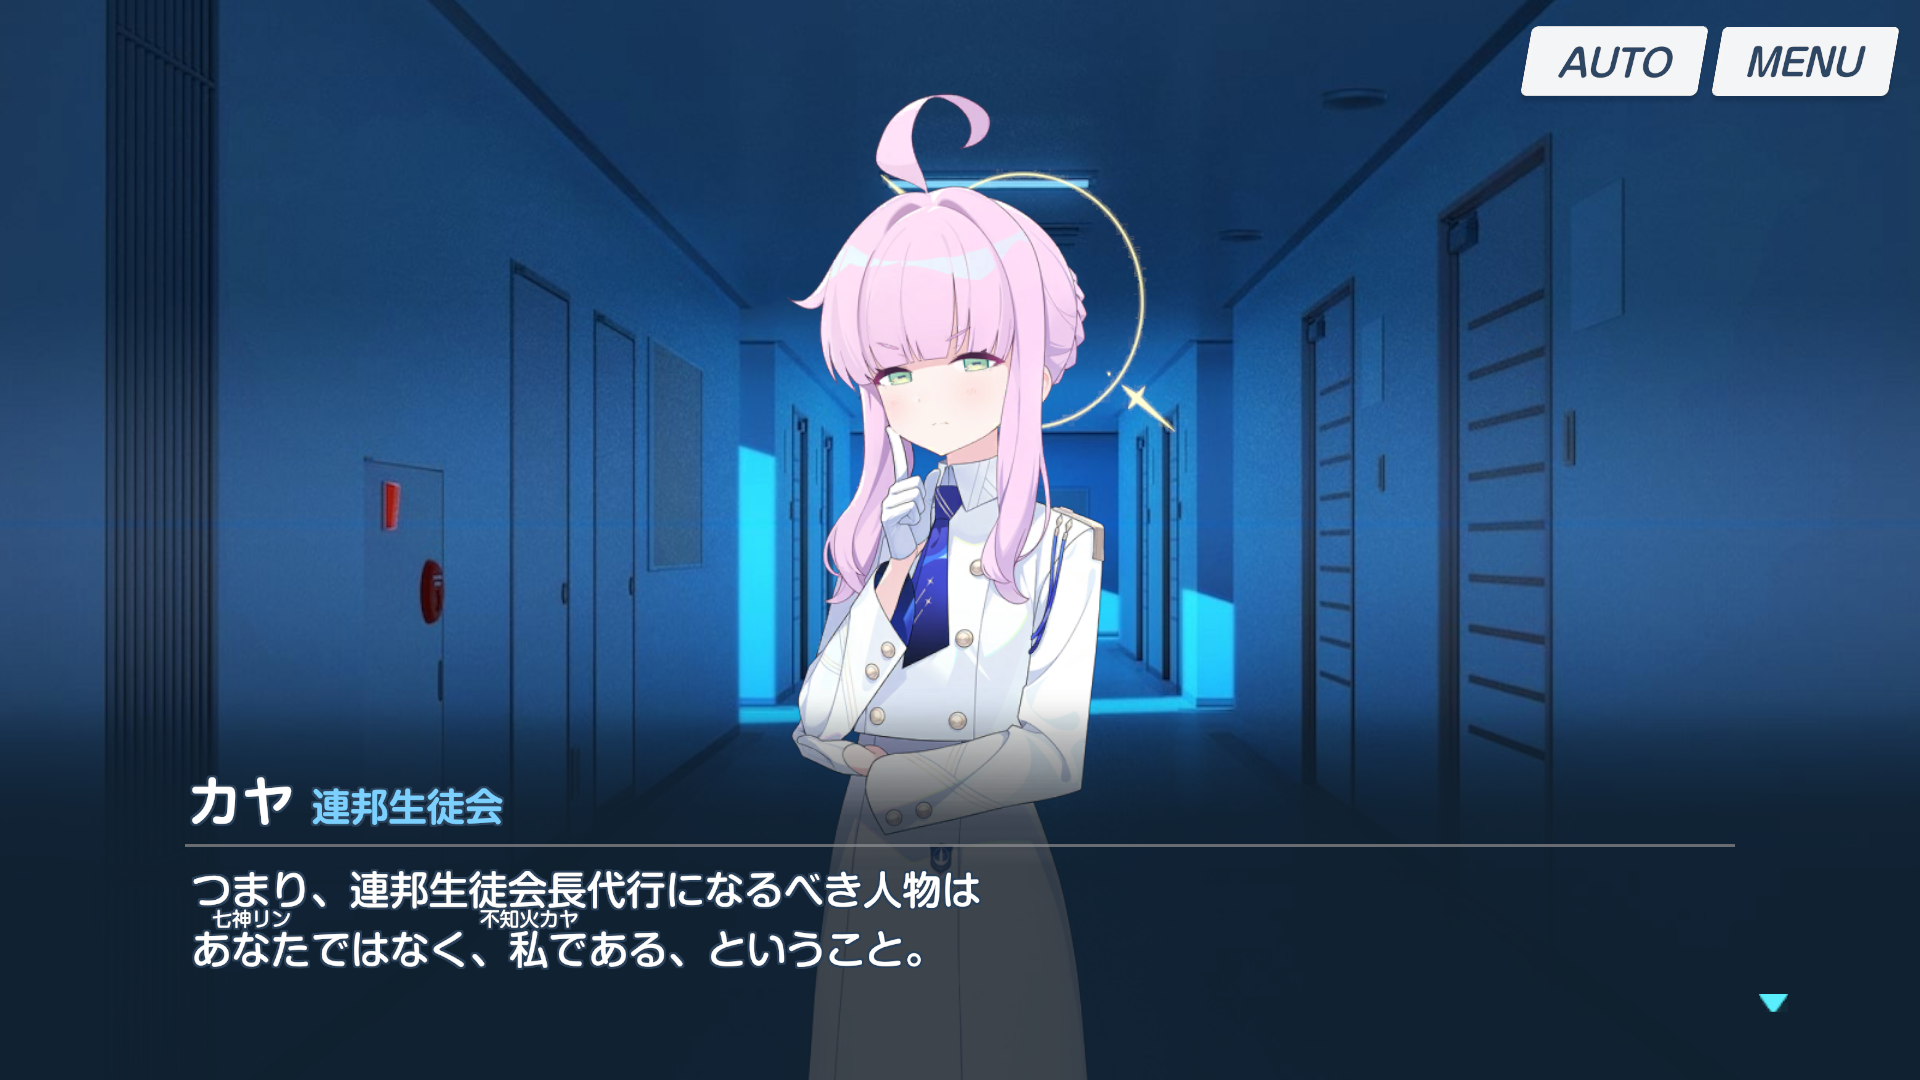 AUTO
MENU
カヤ 連邦生徒会
つまり、連邦生徒会長代行になるべき人物は
七神リン 不知火カヤ
あなたではなく、私である、ということ。